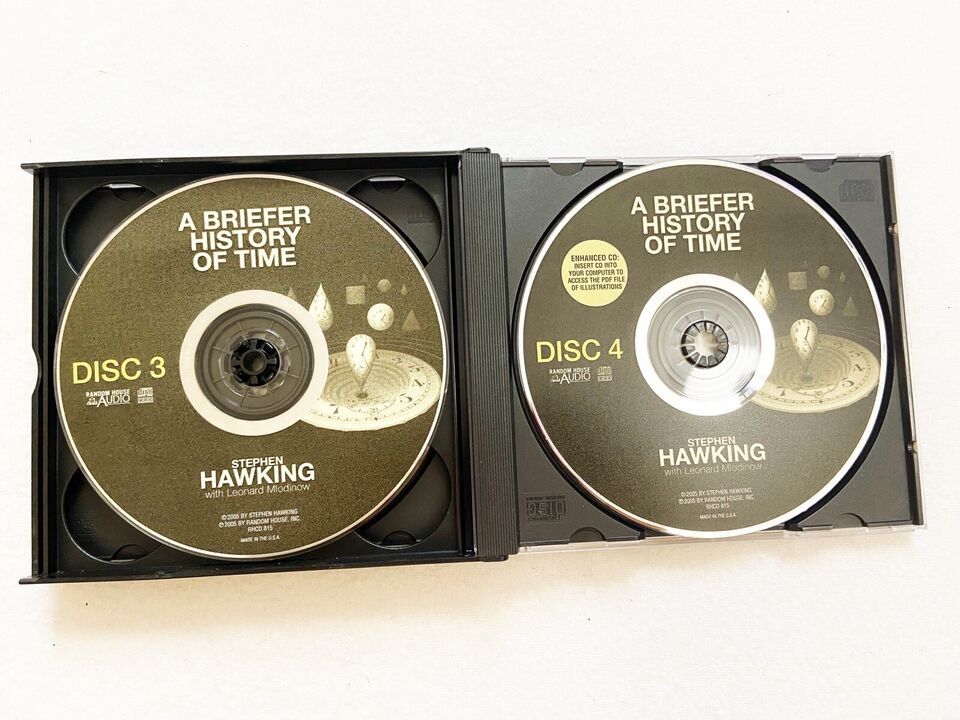 A BRIEFER
HISTORY
OF TIME
DISC 3
RANDOM HOUSE
AUDIO
STEPHEN
HAWKING
with Leonard Mlodinow
©2005 BY STEPHEN HAWKING
℗2005 BY RANDOM HOUSE, INC.
RHCD 815
MADE IN THE U.S.A.
A BRIEFER
HISTORY
OF TIME
ENHANCED CD:
INSERT CD INTO
YOUR COMPUTER TO
ACCESS THE PDF FILE
OF ILLUSTRATIONS
DISC 4
RANDOM HOUSE
AUDIO
STEPHEN
HAWKING
with Leonard Mlodinow
©2005 BY STEPHEN HAWKING
℗2005 BY RANDOM HOUSE, INC.
RHCD 815
MADE IN THE U.S.A.